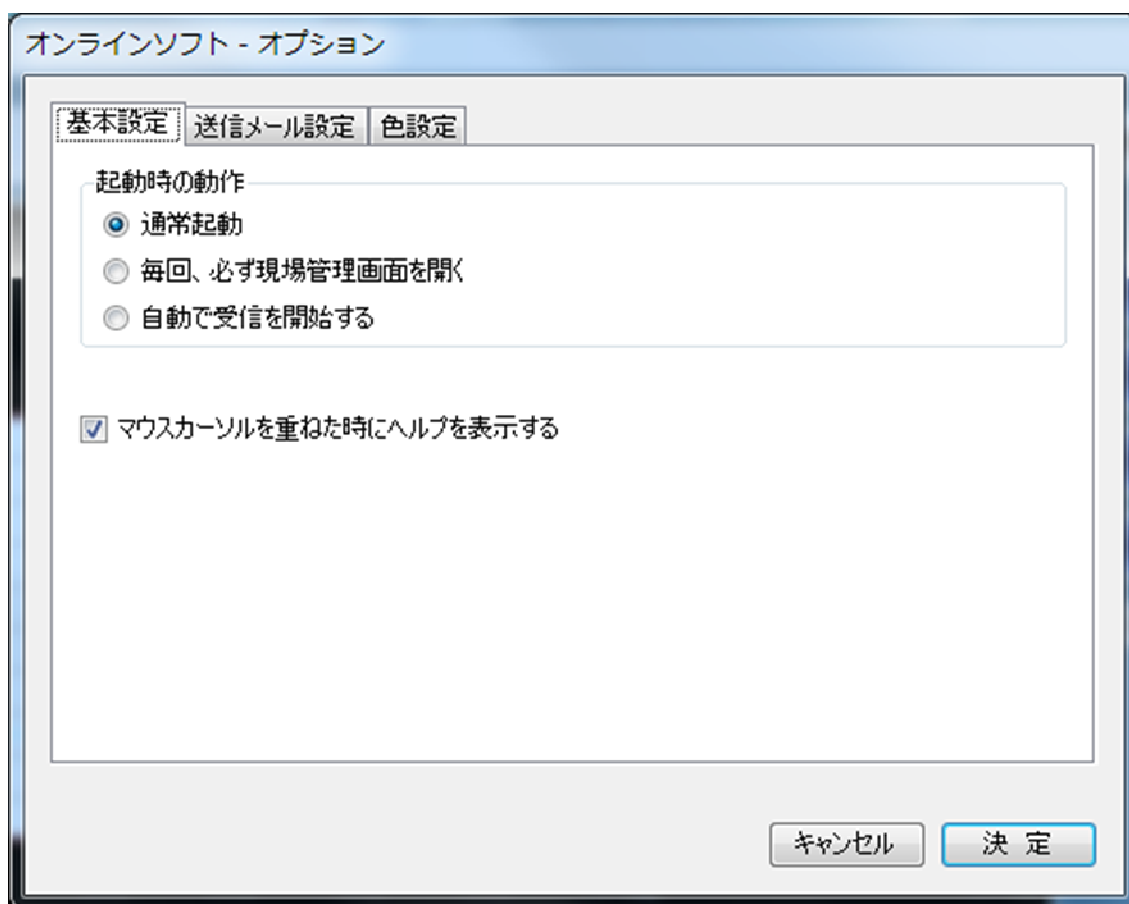 オンラインソフト - オプション
基本設定 送信メール設定 色設定
起動時の動作
通常起動
毎回、必ず現場管理画面を開く
自動で受信を開始する
マウスカーソルを重ねた時にヘルプを表示する
キャンセル 決 定